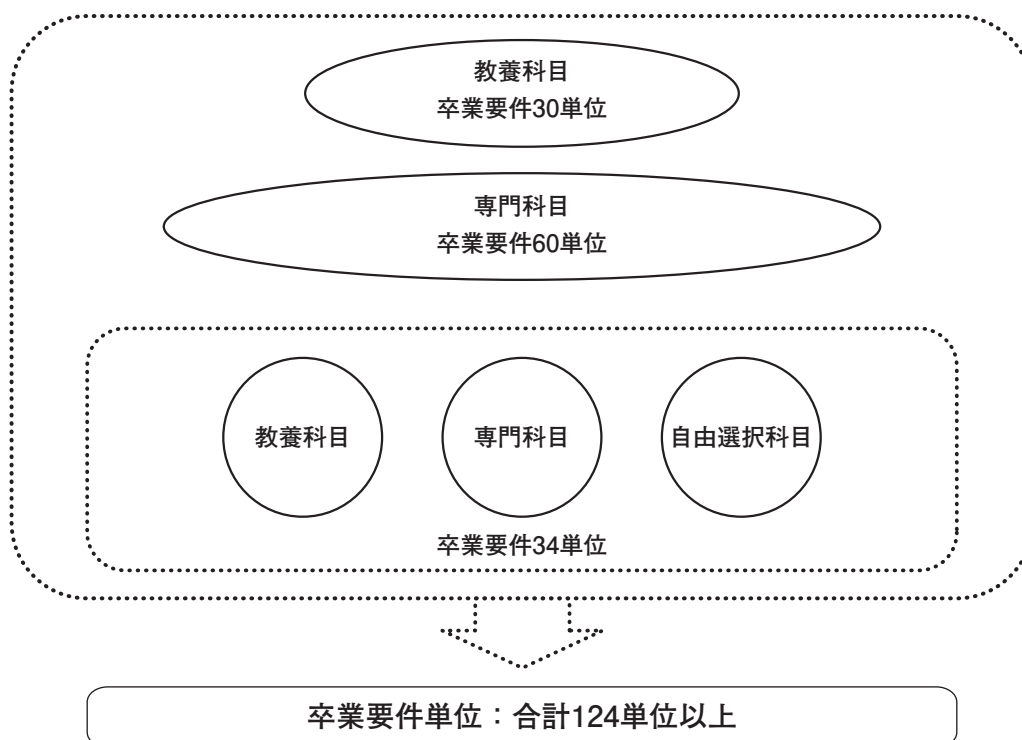 教養科目
卒業要件30単位
専門科目
卒業要件60単位
教養科目
専門科目
自由選択科目
卒業要件34単位
卒業要件単位：合計124単位以上